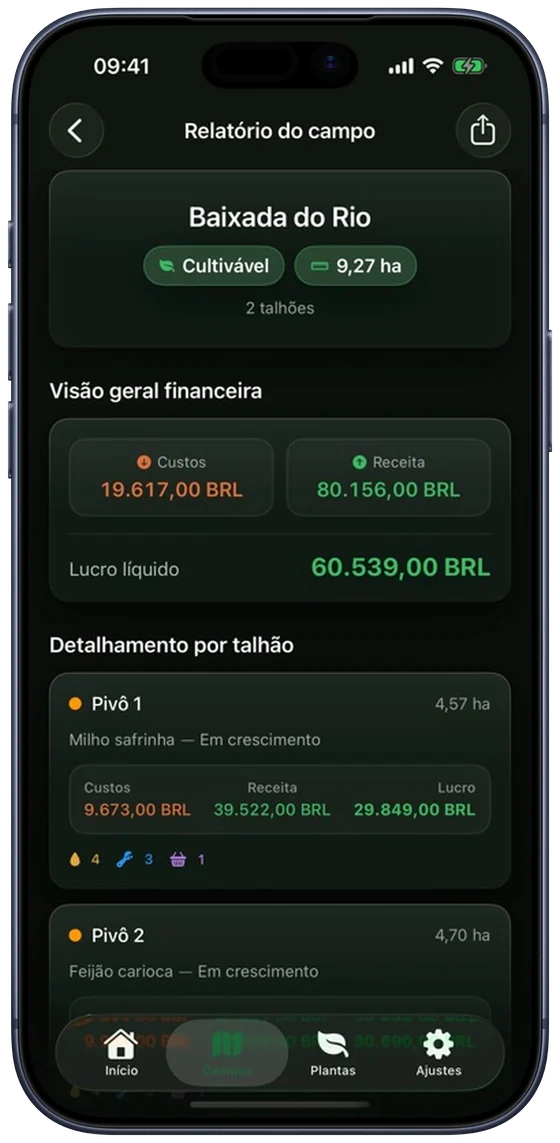 09:41
Relatório do campo
Baixada do Rio
Cultivável 9,27 ha
2 talhões
Visão geral financeira
Custos
19.617,00 BRL
Receita
80.156,00 BRL
Lucro líquido 60.539,00 BRL
Detalhamento por talhão
Pivô 1 4,57 ha
Milho safrinha — Em crescimento
Custos Receita Lucro
9.673,00 BRL 39.522,00 BRL 29.849,00 BRL
4 3 1
Pivô 2 4,70 ha
Feijão carioca — Em crescimento
Início Campos Plantas Ajustes